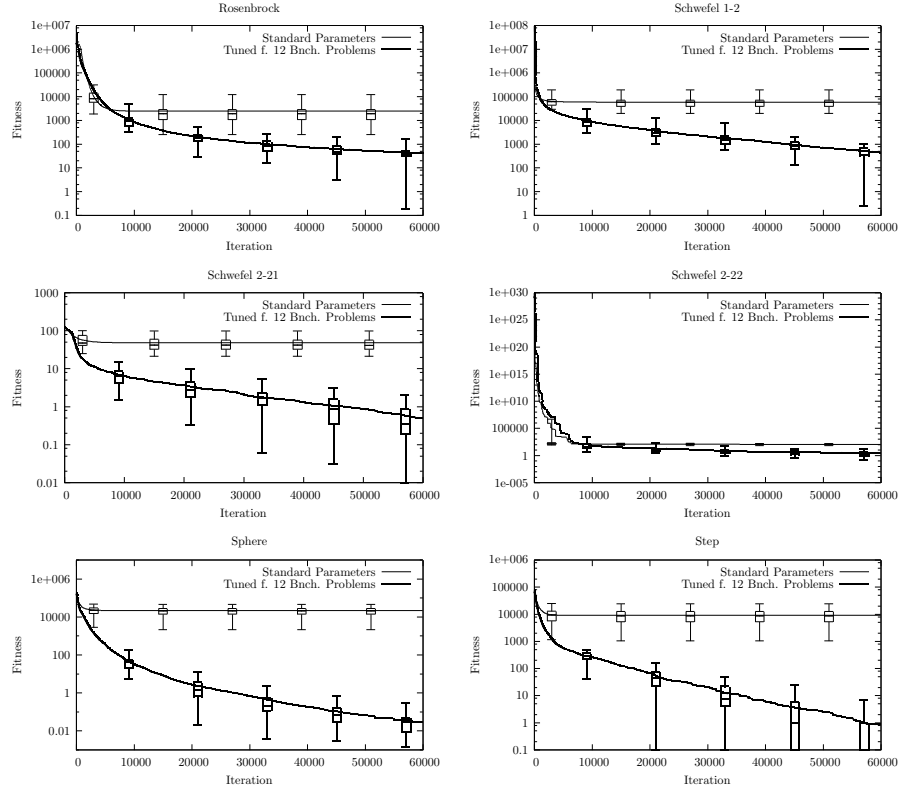 Rosenbrock
1e+007
1e+006
100000
10000
1000
100
10
1
0.1
Fitness
Standard Parameters
Tuned f. 12 Bnch. Problems
0 10000 20000 30000 40000 50000 60000
Iteration
Schwefel 1-2
1e+008
1e+007
1e+006
100000
10000
1000
100
10
1
Fitness
Standard Parameters
Tuned f. 12 Bnch. Problems
0 10000 20000 30000 40000 50000 60000
Iteration
Schwefel 2-21
1000
100
10
1
0.1
0.01
Fitness
Standard Parameters
Tuned f. 12 Bnch. Problems
0 10000 20000 30000 40000 50000 60000
Iteration
Schwefel 2-22
1e+030
1e+025
1e+020
1e+015
1e+010
100000
1
1e-005
Fitness
Standard Parameters
Tuned f. 12 Bnch. Problems
0 10000 20000 30000 40000 50000 60000
Iteration
Sphere
1e+006
10000
100
1
0.01
Fitness
Standard Parameters
Tuned f. 12 Bnch. Problems
0 10000 20000 30000 40000 50000 60000
Iteration
Step
1e+006
100000
10000
1000
100
10
1
0.1
Fitness
Standard Parameters
Tuned f. 12 Bnch. Problems
0 10000 20000 30000 40000 50000 60000
Iteration